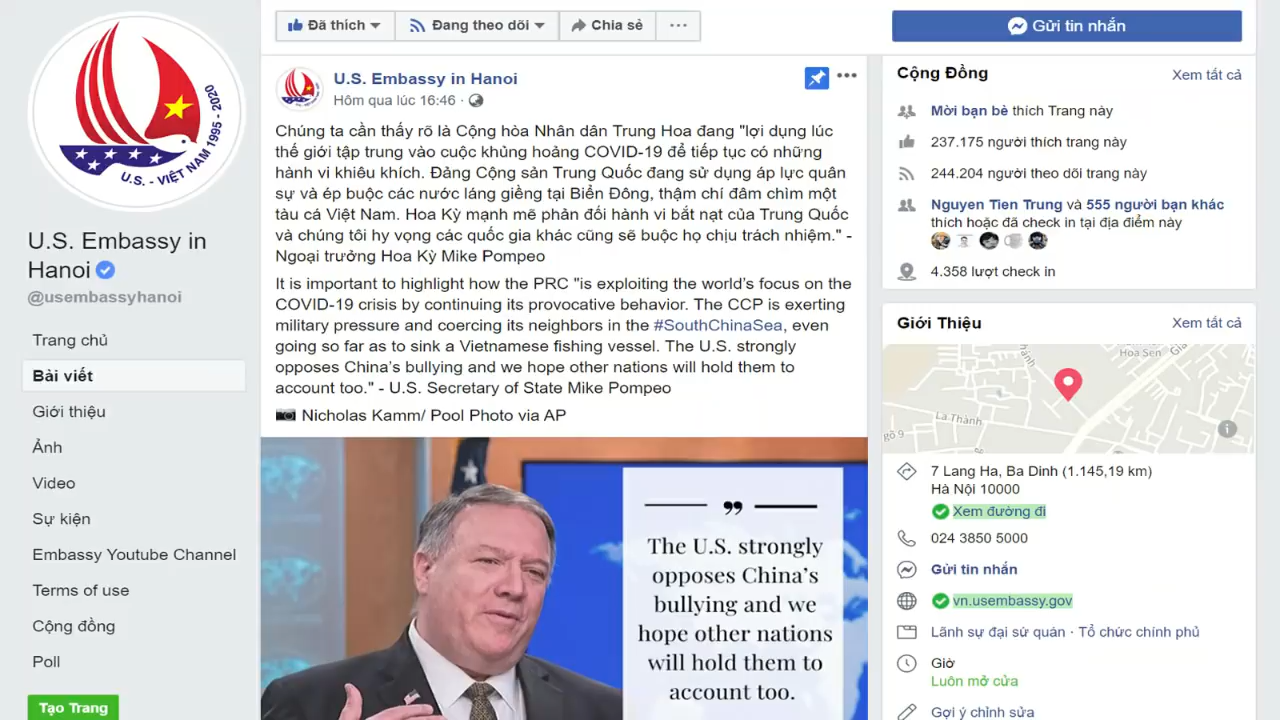 U.S. - VIỆT NAM 1995 - 2020
U.S. Embassy in
Hanoi
@usembassyhanoi
Trang chủ
Bài viết
Giới thiệu
Ảnh
Video
Sự kiện
Embassy Youtube Channel
Terms of use
Cộng đồng
Poll
Tạo Trang
Đã thích
Đang theo dõi
Chia sẻ
Gửi tin nhắn
U.S. Embassy in Hanoi
Hôm qua lúc 16:46 ·
Chúng ta cần thấy rõ là Cộng hòa Nhân dân Trung Hoa đang "lợi dụng lúc
thế giới tập trung vào cuộc khủng hoảng COVID-19 để tiếp tục có những
hành vi khiêu khích. Đảng Cộng sản Trung Quốc đang sử dụng áp lực quân
sự và ép buộc các nước láng giềng tại Biển Đông, thậm chí đâm chìm một
tàu cá Việt Nam. Hoa Kỳ mạnh mẽ phản đối hành vi bắt nạt của Trung Quốc
và chúng tôi hy vọng các quốc gia khác cũng sẽ buộc họ chịu trách nhiệm." -
Ngoại trưởng Hoa Kỳ Mike Pompeo
It is important to highlight how the PRC "is exploiting the world's focus on the
COVID-19 crisis by continuing its provocative behavior. The CCP is exerting
military pressure and coercing its neighbors in the #SouthChinaSea, even
going so far as to sink a Vietnamese fishing vessel. The U.S. strongly
opposes China's bullying and we hope other nations will hold them to
account too." - U.S. Secretary of State Mike Pompeo
Nicholas Kamm/ Pool Photo via AP
The U.S. strongly
opposes China's
bullying and we
hope other nations
will hold them to
account too.
Cộng Đồng
Xem tất cả
Mời bạn bè thích Trang này
237.175 người thích trang này
244.204 người theo dõi trang này
Nguyen Tien Trung và 555 người bạn khác
thích hoặc đã check in tại địa điểm này
4.358 lượt check in
Giới Thiệu
Xem tất cả
Hoa Sen
La Thành
gõ 9
7 Lang Ha, Ba Dinh (1.145,19 km)
Hà Nội 10000
Xem đường đi
024 3850 5000
Gửi tin nhắn
vn.usembassy.gov
Lãnh sự đại sứ quán · Tổ chức chính phủ
Giờ
Luôn mở cửa
Gợi ý chỉnh sửa